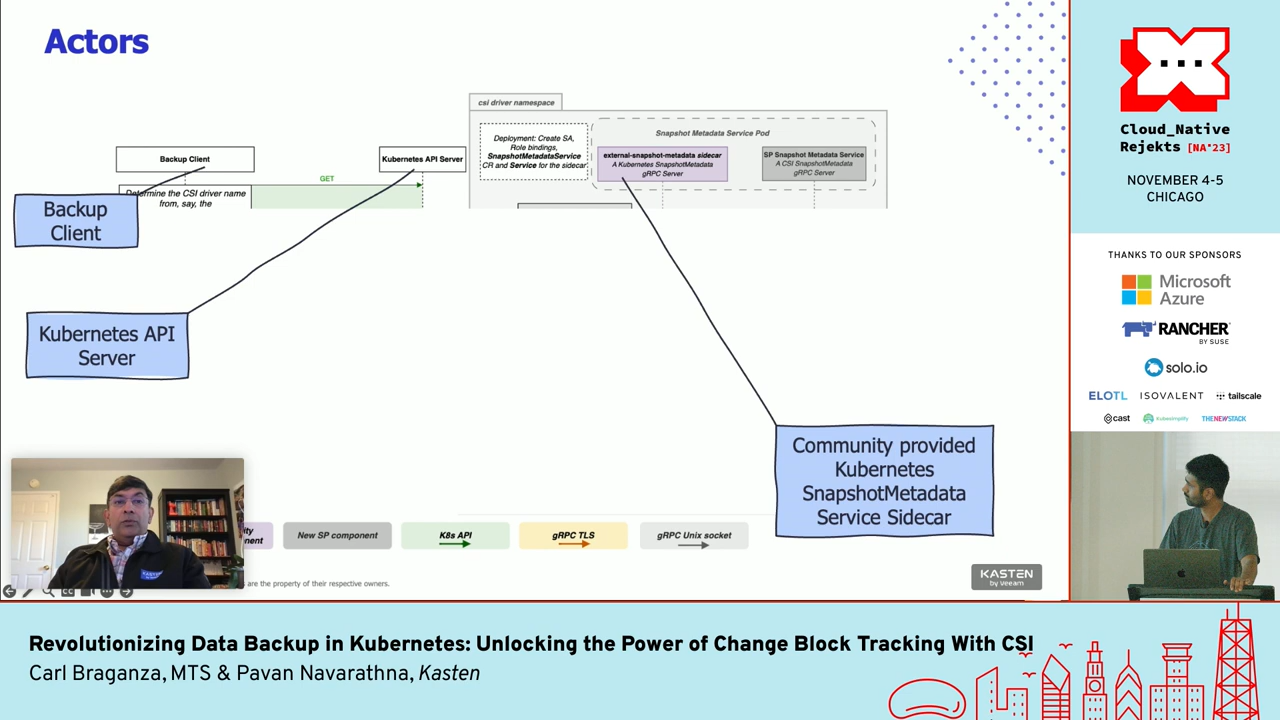 Actors
csi driver namespace
Deployment: Create SA,
Role bindings,
SnapshotMetadataService
CR and Service for the sidecar
Snapshot Metadata Service Pod
external-snapshot-metadata sidecar
A Kubernetes SnapshotMetadata
gRPC Server
SP Snapshot Metadata Service
A CSI SnapshotMetadata
gRPC Server
Backup Client
Kubernetes API Server
GET
Determine the CSI driver name
from, say, the
Backup
Client
Kubernetes API
Server
Community provided
Kubernetes
SnapshotMetadata
Service Sidecar
New SP component
K8s API
gRPC TLS
gRPC Unix socket
are the property of their respective owners.
KASTEN
by Veeam
Cloud_Native
Rejekts [NA'23]
NOVEMBER 4-5
CHICAGO
THANKS TO OUR SPONSORS
Microsoft
Azure
RANCHER
BY SUSE
solo.io
ELOTL ISOVALENT tailscale
cast Kubesimplify THENEWSTACK
Revolutionizing Data Backup in Kubernetes: Unlocking the Power of Change Block Tracking With CSI
Carl Braganza, MTS & Pavan Navarathna, Kasten